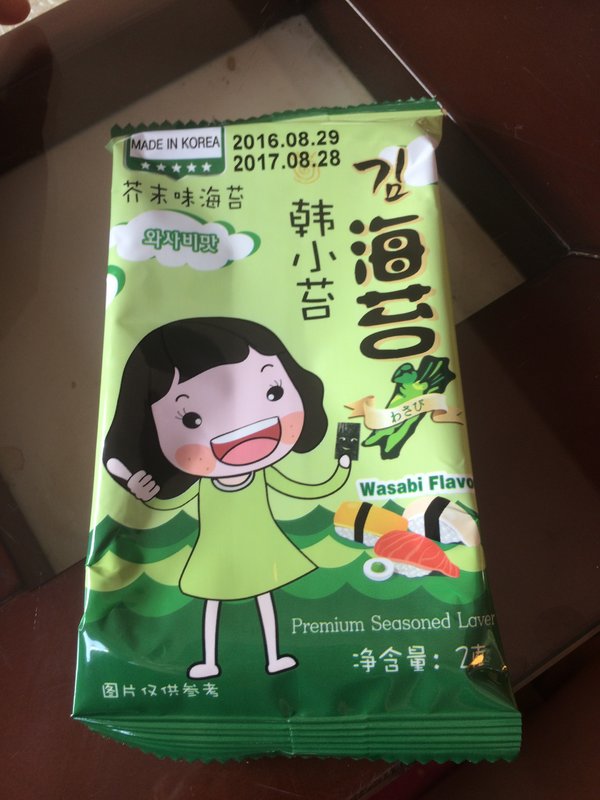 MADE IN KOREA
2016.08.29
2017.08.28
芥末味海苔
와사비맛
韩小苔
김
海苔
わさび
Wasabi Flavo
Premium Seasoned Laver
净含量: 2克
图片仅供参考